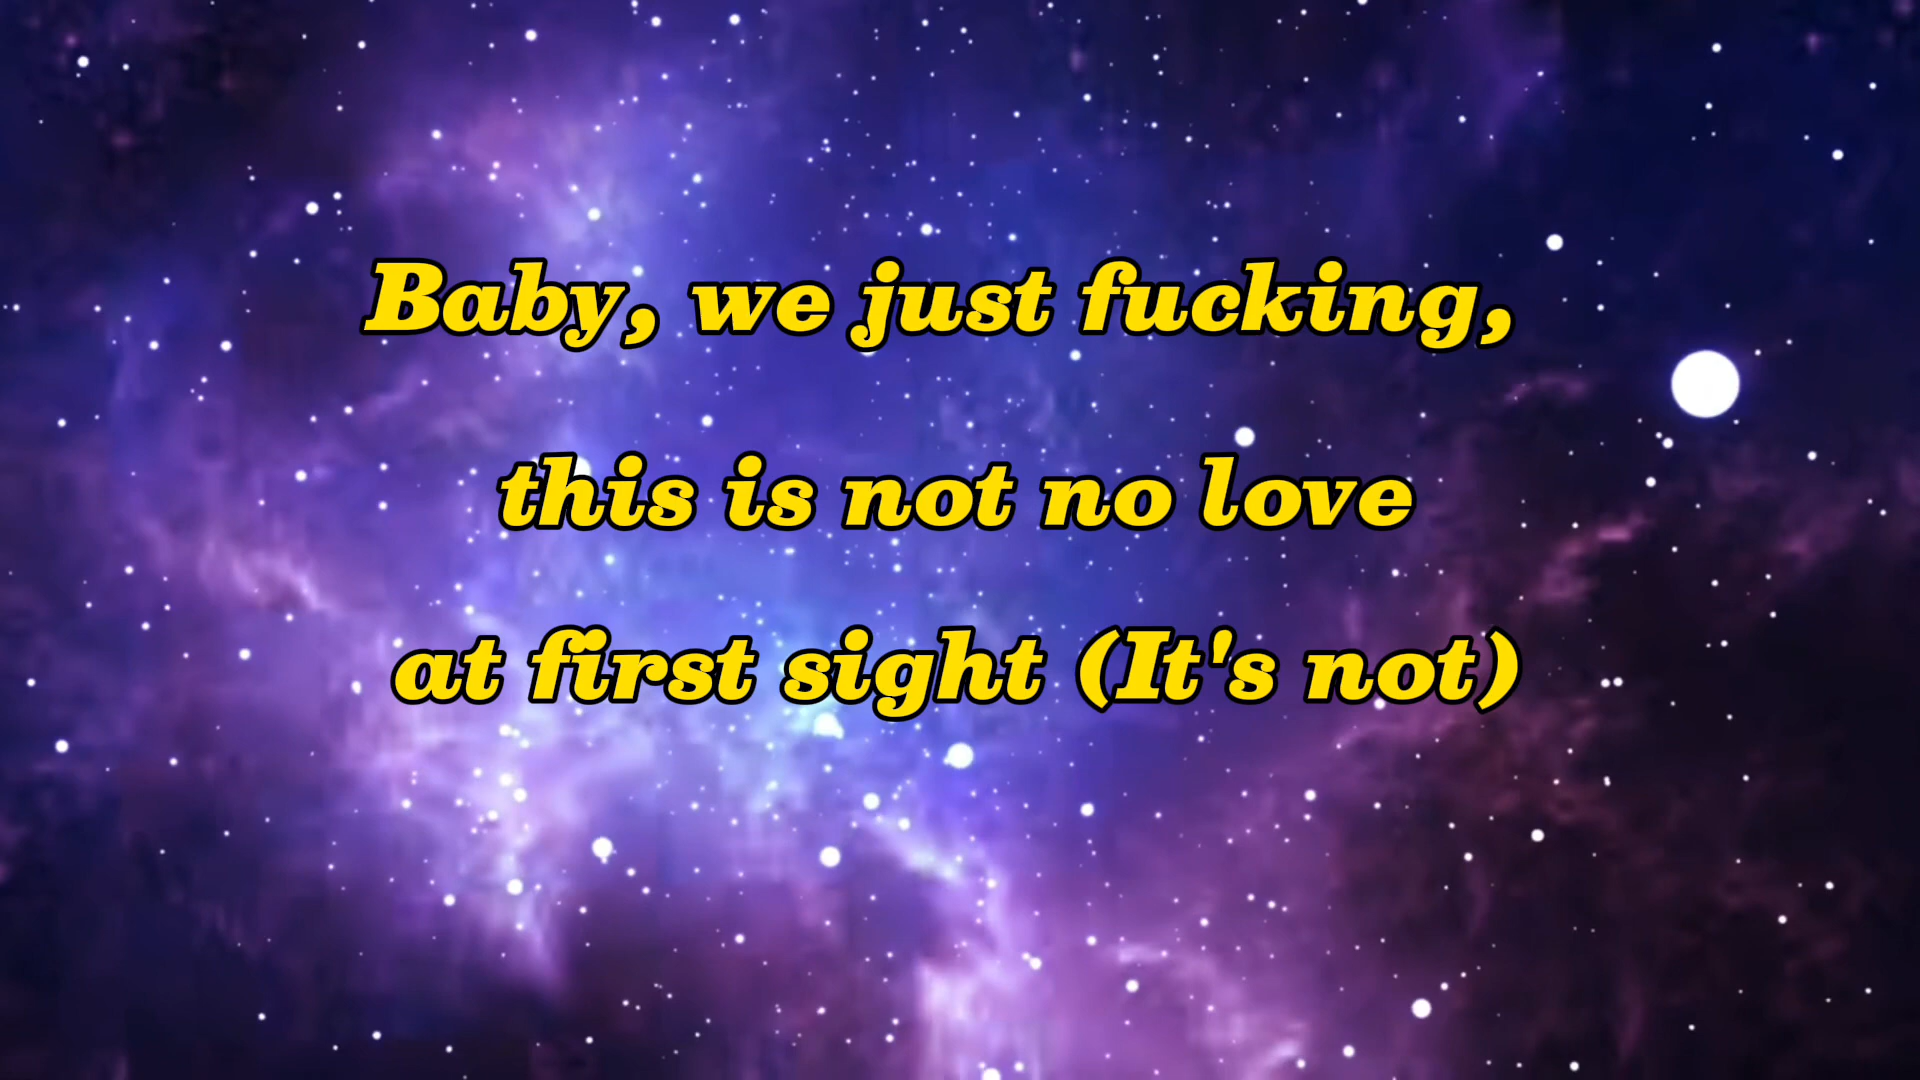 Baby, we just fucking,
this is not no love
at first sight (It's not)